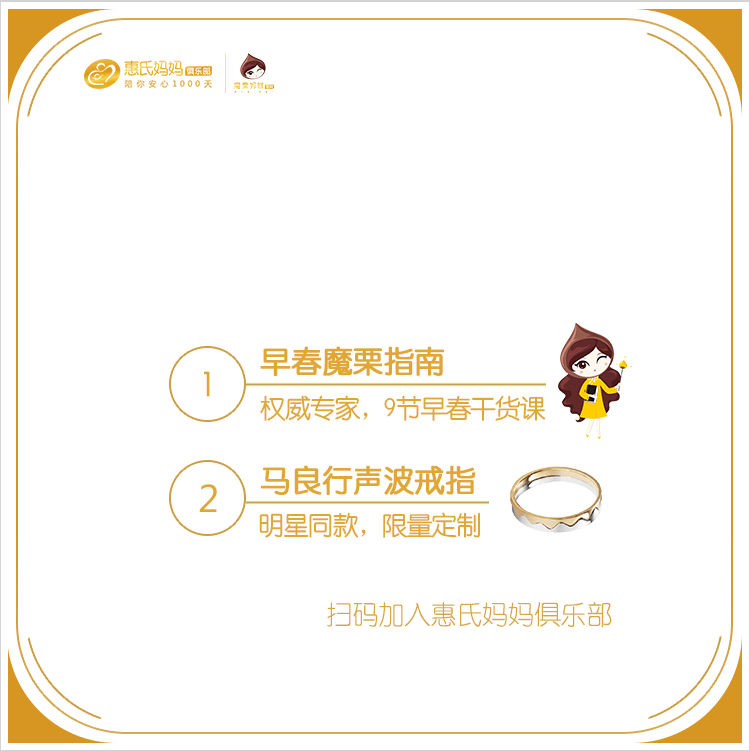 惠氏妈妈俱乐部
陪你安心1000天
魔栗妈咪
1
早春魔栗指南
权威专家，9节早春干货课
2
马良行声波戒指
明星同款，限量定制
扫码加入惠氏妈妈俱乐部